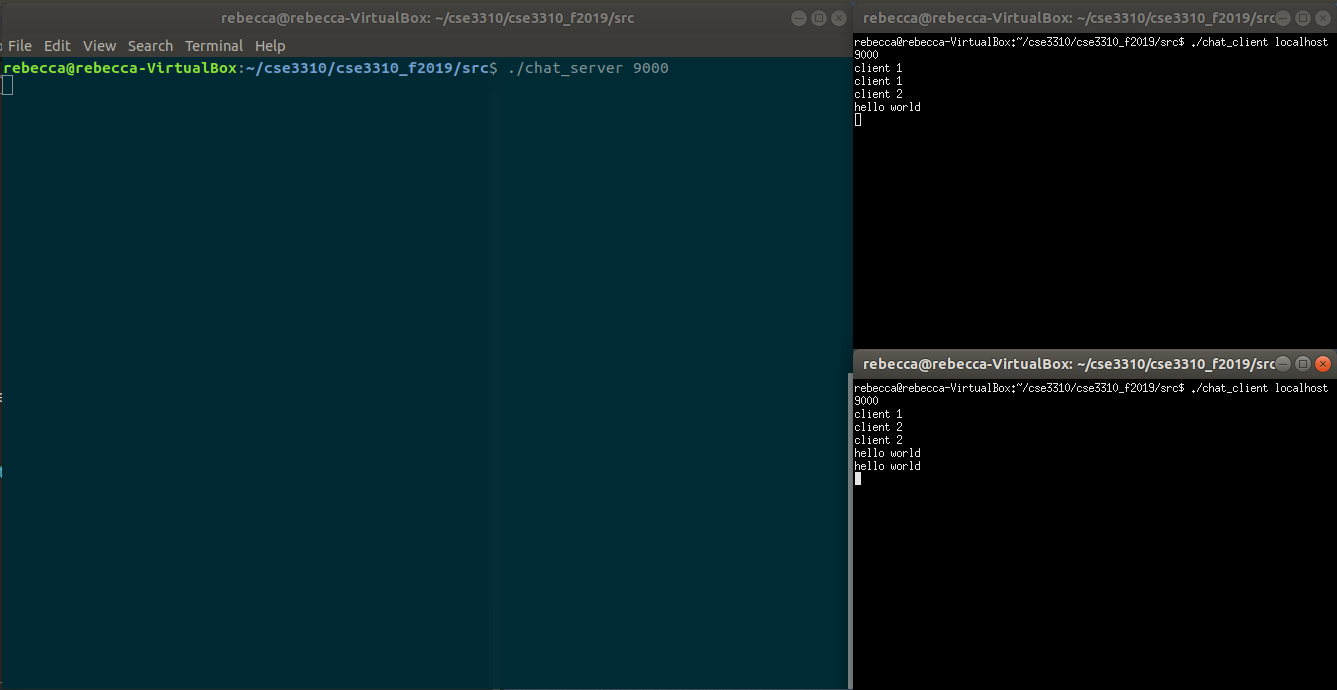 rebecca@rebecca-VirtualBox: ~/cse3310/cse3310_f2019/src
File Edit View Search Terminal Help
rebecca@rebecca-VirtualBox:~/cse3310/cse3310_f2019/src$ ./chat_server 9000
rebecca@rebecca-VirtualBox: ~/cse3310/cse3310_f2019/src
rebecca@rebecca-VirtualBox:~/cse3310/cse3310_f2019/src$ ./chat_client localhost
9000
client 1
client 1
client 2
hello world
rebecca@rebecca-VirtualBox: ~/cse3310/cse3310_f2019/src
rebecca@rebecca-VirtualBox:~/cse3310/cse3310_f2019/src$ ./chat_client localhost
9000
client 1
client 2
client 2
hello world
hello world